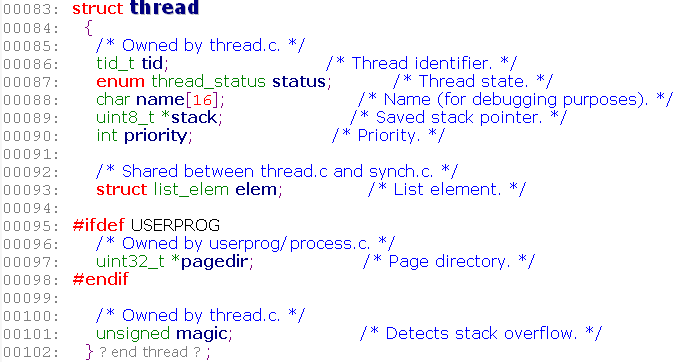 00083: struct thread
00084:   {
00085:     /* Owned by thread.c. */
00086:     tid_t tid;                          /* Thread identifier. */
00087:     enum thread_status status;          /* Thread state. */
00088:     char name[16];                      /* Name (for debugging purposes). */
00089:     uint8_t *stack;                     /* Saved stack pointer. */
00090:     int priority;                       /* Priority. */
00091:
00092:     /* Shared between thread.c and synch.c. */
00093:     struct list_elem elem;              /* List element. */
00094:
00095: #ifdef USERPROG
00096:     /* Owned by userprog/process.c. */
00097:     uint32_t *pagedir;                  /* Page directory. */
00098: #endif
00099:
00100:     /* Owned by thread.c. */
00101:     unsigned magic;                     /* Detects stack overflow. */
00102:   } ? end thread ? ;